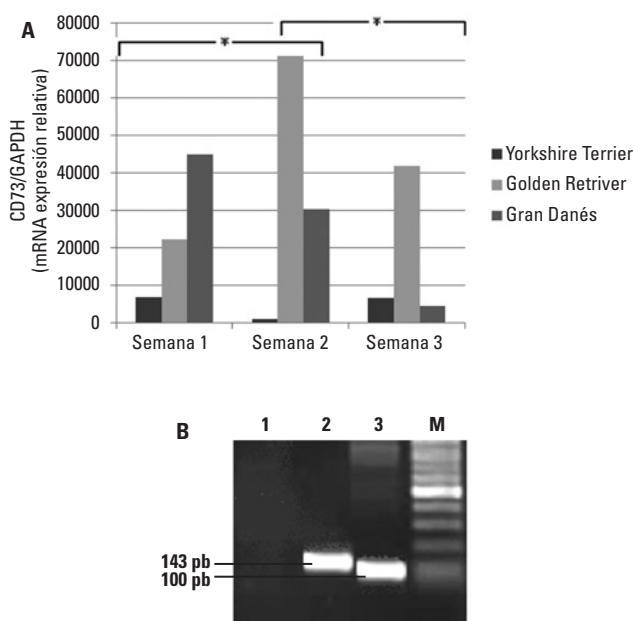 A
CD73/GAPDH
(mRNA expresión relativa)
80000
70000
60000
50000
40000
30000
20000
10000
0
*
*
Semana 1
Semana 2
Semana 3
Yorkshire Terrier
Golden Retriver
Gran Danés
B
1 2 3 M
143 pb
100 pb